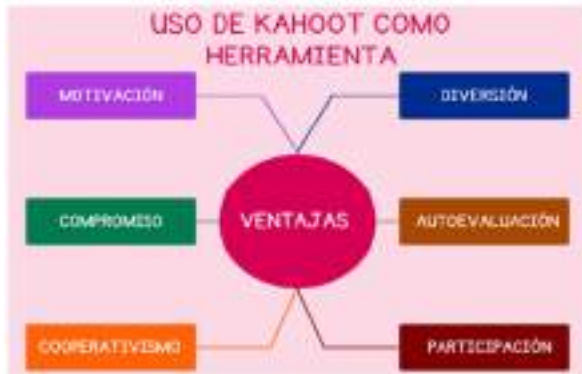 USO DE KAHOOT COMO
HERRAMIENTA
MOTIVACIÓN
DIVERSIÓN
COMPROMISO
VENTAJAS
AUTOEVALUACIÓN
COOPERATIVISMO
PARTICIPACIÓN